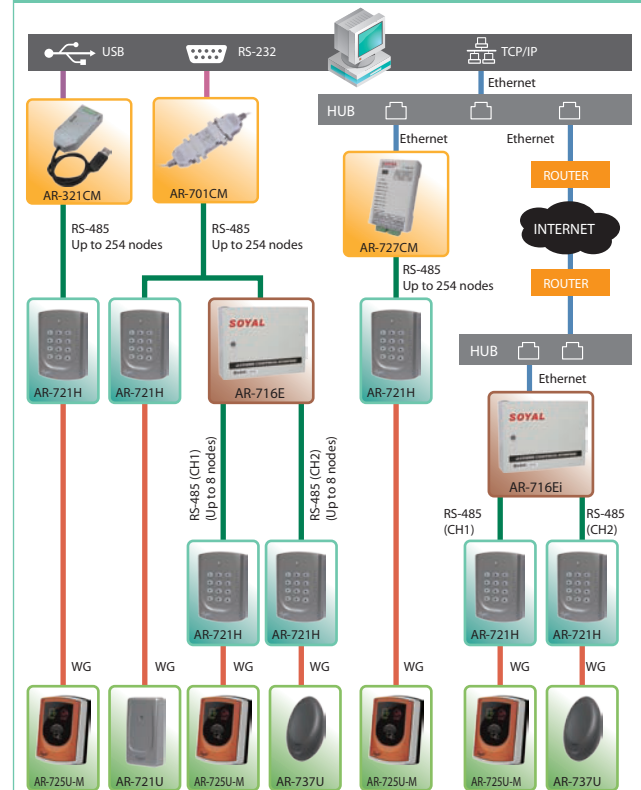 USB
RS-232
TCP/IP
Ethernet
HUB
Ethernet
Ethernet
AR-321CM
AR-701CM
SOYAL
AR-727CM
ROUTER
INTERNET
ROUTER
RS-485
Up to 254 nodes
RS-485
Up to 254 nodes
RS-485
Up to 254 nodes
AR-721H
AR-721H
SOYAL
AR-716E
AR-721H
HUB
Ethernet
SOYAL
AR-716Ei
RS-485 (CH1)
(Up to 8 nodes)
RS-485 (CH2)
(Up to 8 nodes)
RS-485
(CH1)
RS-485
(CH2)
AR-721H
AR-721H
AR-721H
AR-721H
WG
WG
WG
WG
WG
WG
WG
AR-725U-M
AR-721U
AR-725U-M
AR-737U
AR-725U-M
AR-725U-M
AR-737U